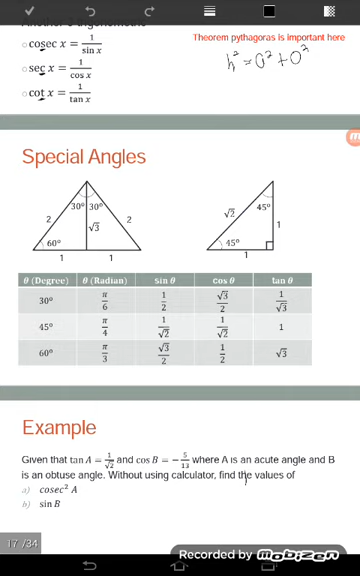 Another 3 trigonometric
cosec x = 1/sin x
sec x = 1/cos x
cot x = 1/tan x
Theorem pythagoras is important here
h² = a² + o²
Special Angles
30° 30°
2 √3 2
60°
1 1
45°
√2 1
45°
1
θ (Degree) θ (Radian) sin θ cos θ tan θ
30° π/6 1/2 √3/2 1/√3
45° π/4 1/√2 1/√2 1
60° π/3 √3/2 1/2 √3
Example
Given that tan A = 1/√2 and cos B = −5/13 where A is an acute angle and B
is an obtuse angle. Without using calculator, find the values of
a) cosec² A
b) sin B
17 /34
Recorded by mobizen